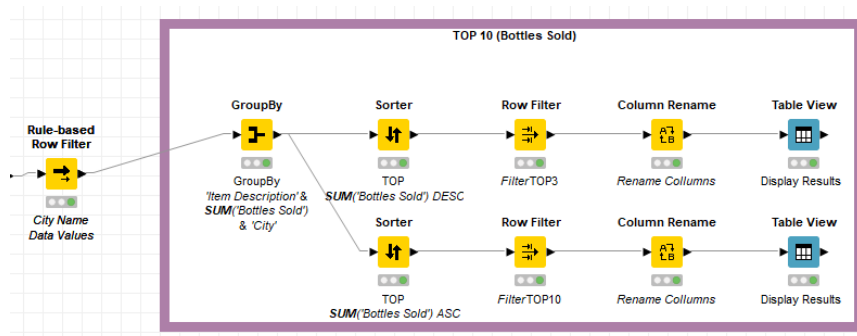 TOP 10 (Bottles Sold)
GroupBy
Sorter
Row Filter
Column Rename
Table View
Rule-based
Row Filter
GroupBy
'Item Description' &
SUM('Bottles Sold')
& 'City'
TOP
SUM('Bottles Sold') DESC
FilterTOP3
Rename Collumns
Display Results
City Name
Data Values
Sorter
Row Filter
Column Rename
Table View
TOP
SUM('Bottles Sold') ASC
FilterTOP10
Rename Collumns
Display Results